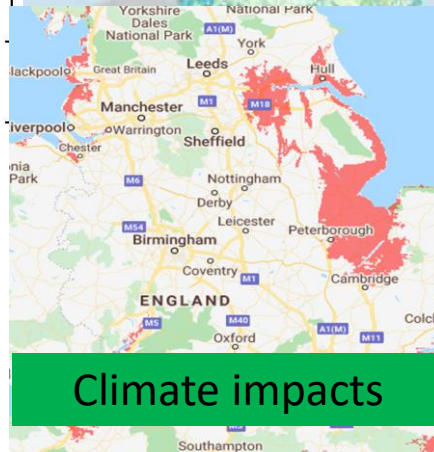 Yorkshire
Dales
National Park
National Park
A1(M)
York
Blackpool
Great Britain
Leeds
Hull
Manchester
M1
M18
Liverpool
Warrington
Sheffield
Chester
Park
M6
Nottingham
Derby
M54
Leicester
Peterborough
Birmingham
Coventry
M1
Cambridge
ENGLAND
M5
M40
A1(M)
M11
Oxford
Climate impacts
Southampton